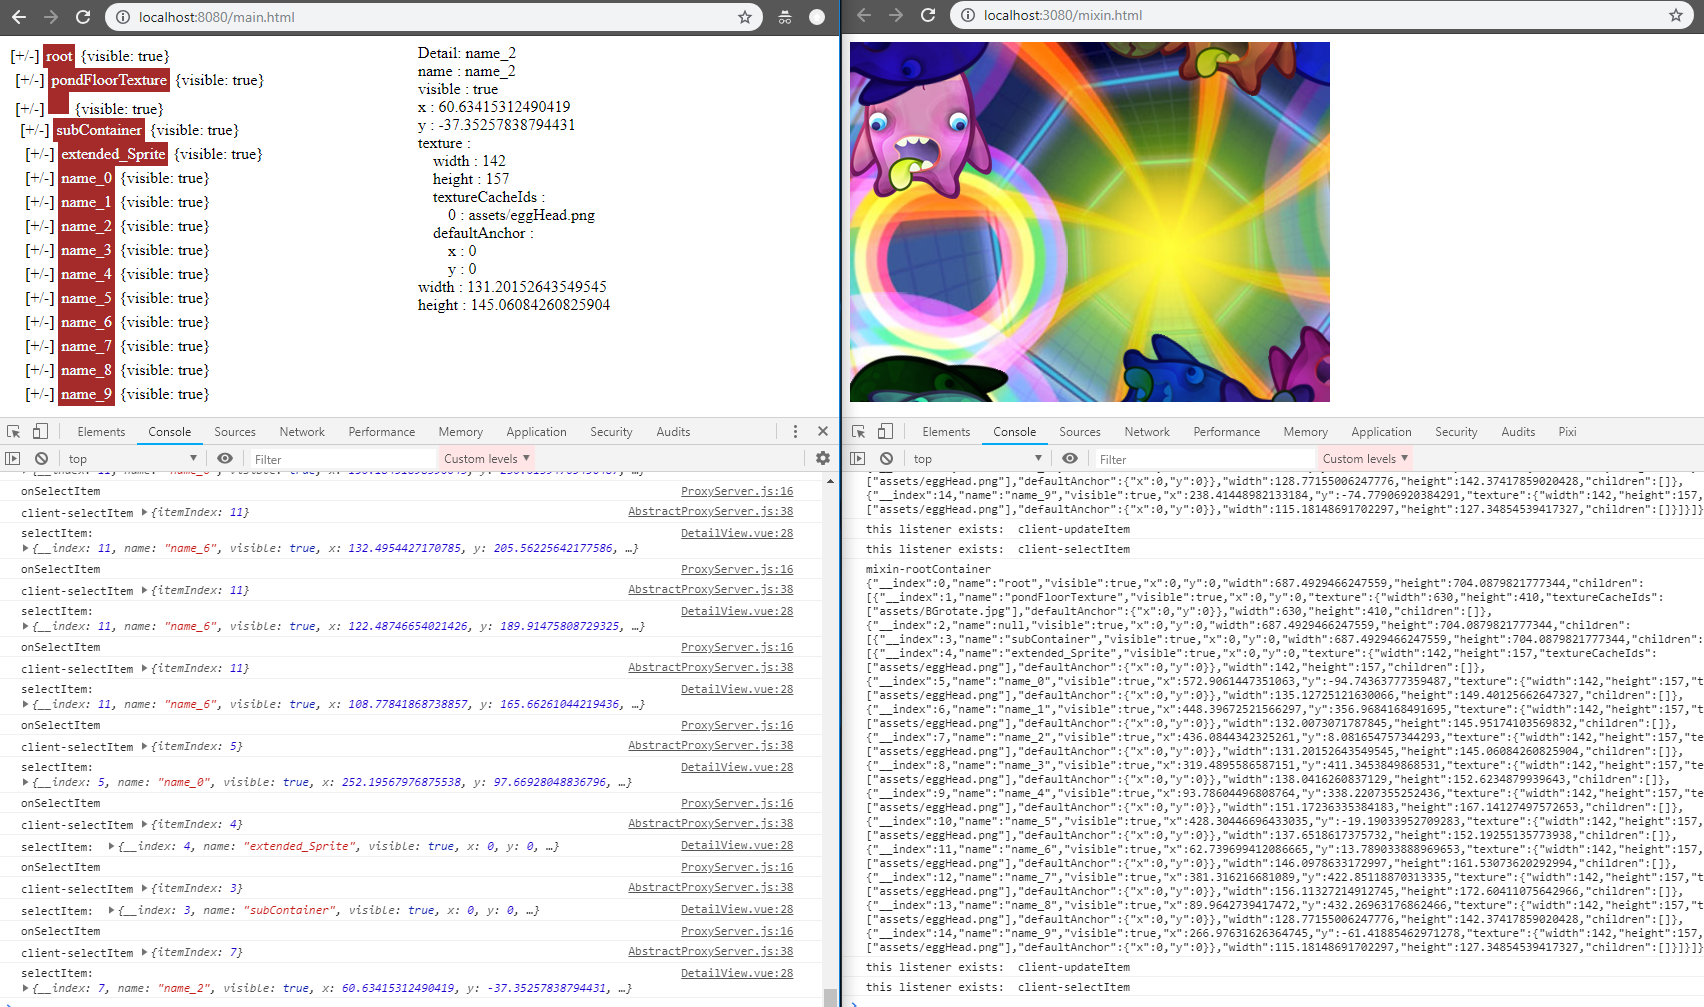 localhost:8080/main.html
[+/-] root {visible: true}
[+/-] pondFloorTexture {visible: true}
[+/-] {visible: true}
[+/-] subContainer {visible: true}
[+/-] extended_Sprite {visible: true}
[+/-] name_0 {visible: true}
[+/-] name_1 {visible: true}
[+/-] name_2 {visible: true}
[+/-] name_3 {visible: true}
[+/-] name_4 {visible: true}
[+/-] name_5 {visible: true}
[+/-] name_6 {visible: true}
[+/-] name_7 {visible: true}
[+/-] name_8 {visible: true}
[+/-] name_9 {visible: true}
Detail: name_2
name : name_2
visible : true
x : 60.63415312490419
y : -37.35257838794431
texture :
width : 142
height : 157
textureCacheIds :
0 : assets/eggHead.png
defaultAnchor :
x : 0
y : 0
width : 131.20152643549545
height : 145.06084260825904
Elements Console Sources Network Performance Memory Application Security Audits
top Filter Custom levels
onSelectItem ProxyServer.js:16
client-selectItem {itemIndex: 11} AbstractProxyServer.js:38
selectItem: DetailView.vue:28
{__index: 11, name: "name_6", visible: true, x: 132.4954427170785, y: 205.56225642177586, …}
onSelectItem ProxyServer.js:16
client-selectItem {itemIndex: 11} AbstractProxyServer.js:38
selectItem: DetailView.vue:28
{__index: 11, name: "name_6", visible: true, x: 122.48746654021426, y: 189.91475808729325, …}
onSelectItem ProxyServer.js:16
client-selectItem {itemIndex: 11} AbstractProxyServer.js:38
selectItem: DetailView.vue:28
{__index: 11, name: "name_6", visible: true, x: 108.77841868738857, y: 165.66261044219436, …}
onSelectItem ProxyServer.js:16
client-selectItem {itemIndex: 5} AbstractProxyServer.js:38
selectItem: DetailView.vue:28
{__index: 5, name: "name_0", visible: true, x: 252.19567976875538, y: 97.66928048836796, …}
onSelectItem ProxyServer.js:16
client-selectItem {itemIndex: 4} AbstractProxyServer.js:38
selectItem: {__index: 4, name: "extended_Sprite", visible: true, x: 0, y: 0, …} DetailView.vue:28
onSelectItem ProxyServer.js:16
client-selectItem {itemIndex: 3} AbstractProxyServer.js:38
selectItem: {__index: 3, name: "subContainer", visible: true, x: 0, y: 0, …} DetailView.vue:28
onSelectItem ProxyServer.js:16
client-selectItem {itemIndex: 7} AbstractProxyServer.js:38
selectItem: DetailView.vue:28
{__index: 7, name: "name_2", visible: true, x: 60.63415312490419, y: -37.35257838794431, …}
localhost:3080/mixin.html
Elements Console Sources Network Performance Memory Application Security Audits Pixi
top Filter Custom levels
["assets/eggHead.png"],"defaultAnchor":{"x":0,"y":0}},"width":128.77155006247776,"height":142.37417859020428,"children":[]},
{"__index":14,"name":"name_9","visible":true,"x":238.41448982133184,"y":-74.77906920384291,"texture":{"width":142,"height":157,
["assets/eggHead.png"],"defaultAnchor":{"x":0,"y":0}},"width":115.18148691702297,"height":127.34854539417327,"children":[]}]}]}
this listener exists: client-updateItem
this listener exists: client-selectItem
mixin-rootContainer
{"__index":0,"name":"root","visible":true,"x":0,"y":0,"width":687.4929466247559,"height":704.0879821777344,"children":
[{"__index":1,"name":"pondFloorTexture","visible":true,"x":0,"y":0,"texture":{"width":630,"height":410,"textureCacheIds":
["assets/BGrotate.jpg"],"defaultAnchor":{"x":0,"y":0}},"width":630,"height":410,"children":[]},
{"__index":2,"name":null,"visible":true,"x":0,"y":0,"width":687.4929466247559,"height":704.0879821777344,"children":
[{"__index":3,"name":"subContainer","visible":true,"x":0,"y":0,"width":687.4929466247559,"height":704.0879821777344,"children"
[{"__index":4,"name":"extended_Sprite","visible":true,"x":0,"y":0,"texture":{"width":142,"height":157,"textureCacheIds":
["assets/eggHead.png"],"defaultAnchor":{"x":0,"y":0}},"width":142,"height":157,"children":[]},
{"__index":5,"name":"name_0","visible":true,"x":572.9061447351063,"y":-94.74363777359487,"texture":{"width":142,"height":157,"t
["assets/eggHead.png"],"defaultAnchor":{"x":0,"y":0}},"width":135.12725121630066,"height":149.40125662647327,"children":[]},
{"__index":6,"name":"name_1","visible":true,"x":448.39672521566297,"y":356.9684168491695,"texture":{"width":142,"height":157,"t
["assets/eggHead.png"],"defaultAnchor":{"x":0,"y":0}},"width":132.0073071787845,"height":145.95174103569832,"children":[]},
{"__index":7,"name":"name_2","visible":true,"x":436.0844342325261,"y":8.081654757344293,"texture":{"width":142,"height":157,"te
["assets/eggHead.png"],"defaultAnchor":{"x":0,"y":0}},"width":131.20152643549545,"height":145.06084260825904,"children":[]},
{"__index":8,"name":"name_3","visible":true,"x":319.4895586587151,"y":411.3453849868531,"texture":{"width":142,"height":157,"te
["assets/eggHead.png"],"defaultAnchor":{"x":0,"y":0}},"width":138.0416260837129,"height":152.6234879939643,"children":[]},
{"__index":9,"name":"name_4","visible":true,"x":93.78604496808764,"y":338.2207355252436,"texture":{"width":142,"height":157,"te
["assets/eggHead.png"],"defaultAnchor":{"x":0,"y":0}},"width":151.17236335384183,"height":167.14127497572653,"children":[]},
{"__index":10,"name":"name_5","visible":true,"x":428.30446696433035,"y":-19.19033952709283,"texture":{"width":142,"height":157,
["assets/eggHead.png"],"defaultAnchor":{"x":0,"y":0}},"width":137.6518617375732,"height":152.19255135773938,"children":[]},
{"__index":11,"name":"name_6","visible":true,"x":62.739699412086665,"y":13.789033888969653,"texture":{"width":142,"height":157,
["assets/eggHead.png"],"defaultAnchor":{"x":0,"y":0}},"width":146.0978633172997,"height":161.53073620292994,"children":[]},
{"__index":12,"name":"name_7","visible":true,"x":381.316216681089,"y":422.85118870313335,"texture":{"width":142,"height":157,"t
["assets/eggHead.png"],"defaultAnchor":{"x":0,"y":0}},"width":156.11327214912745,"height":172.60411075642966,"children":[]},
{"__index":13,"name":"name_8","visible":true,"x":89.9642739417472,"y":432.26963176862466,"texture":{"width":142,"height":157,"t
["assets/eggHead.png"],"defaultAnchor":{"x":0,"y":0}},"width":128.77155006247776,"height":142.37417859020428,"children":[]},
{"__index":14,"name":"name_9","visible":true,"x":266.97631626364745,"y":-61.41885462971278,"texture":{"width":142,"height":157,
["assets/eggHead.png"],"defaultAnchor":{"x":0,"y":0}},"width":115.18148691702297,"height":127.34854539417327,"children":[]}]}]}
this listener exists: client-updateItem
this listener exists: client-selectItem